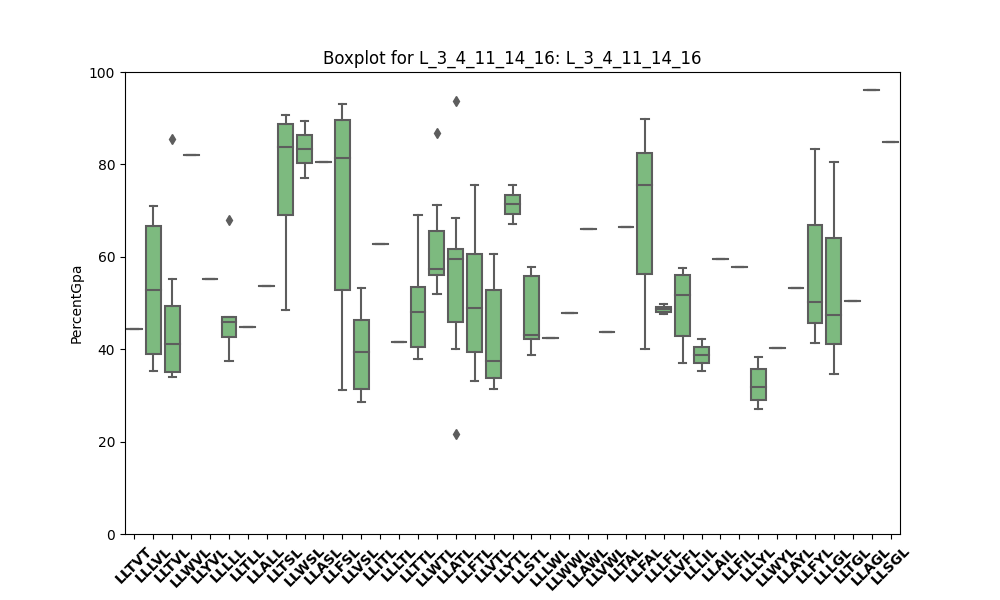 Boxplot for L_3_4_11_14_16: L_3_4_11_14_16
PercentGpa
100
80
60
40
20
0
LLTVT
LLLVL
LLTVL
LLWVL
LLYVL
LLLLL
LLTLL
LLALL
LLTSL
LLWSL
LLASL
LLFSL
LLVSL
LLITL
LLLTL
LLTTL
LLWTL
LLATL
LLFTL
LLVTL
LLYTL
LLSTL
LLLWL
LLWWL
LLAWL
LLVWL
LLTAL
LLFAL
LLLFL
LLVFL
LLLIL
LLAIL
LLFIL
LLLYL
LLWYL
LLAYL
LLFYL
LLLGL
LLTGL
LLAGL
LLSGL